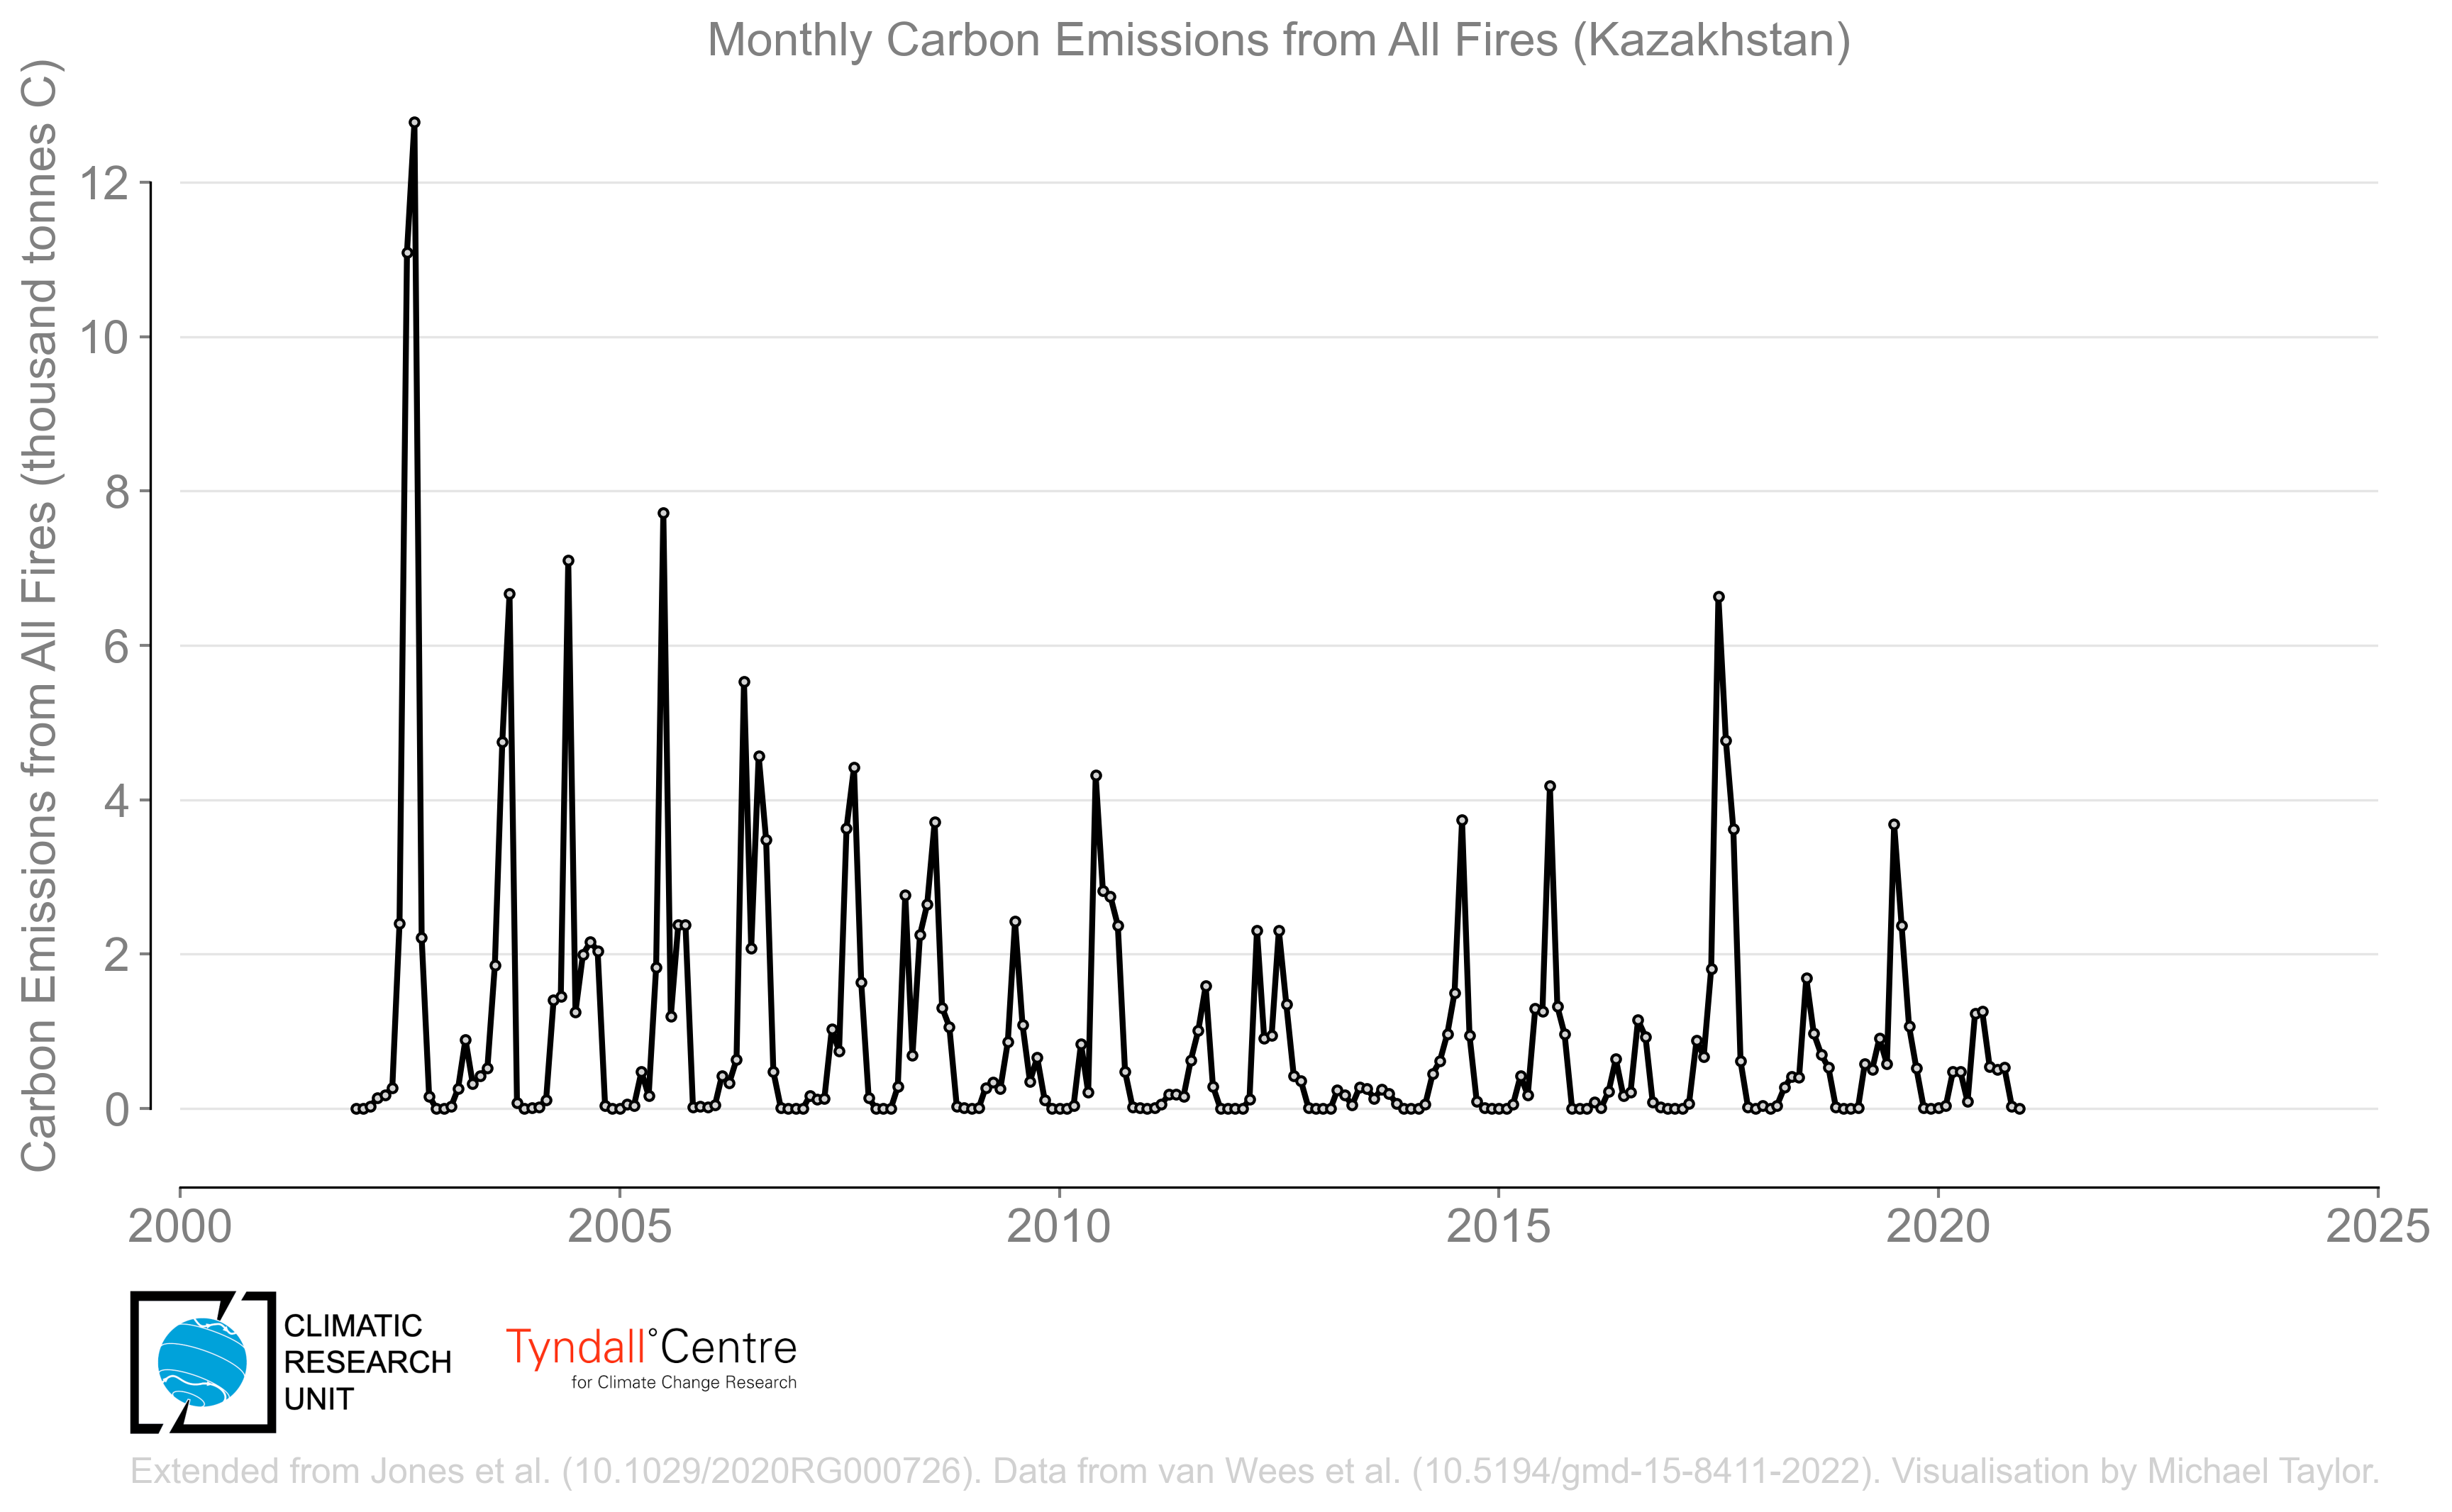 Monthly Carbon Emissions from All Fires (Kazakhstan)
Carbon Emissions from All Fires (thousand tonnes C)
12
10
8
6
4
2
0
2000 2005 2010 2015 2020 2025
CLIMATIC
RESEARCH
UNIT
Tyndall°Centre
for Climate Change Research
Extended from Jones et al. (10.1029/2020RG000726). Data from van Wees et al. (10.5194/gmd-15-8411-2022). Visualisation by Michael Taylor.